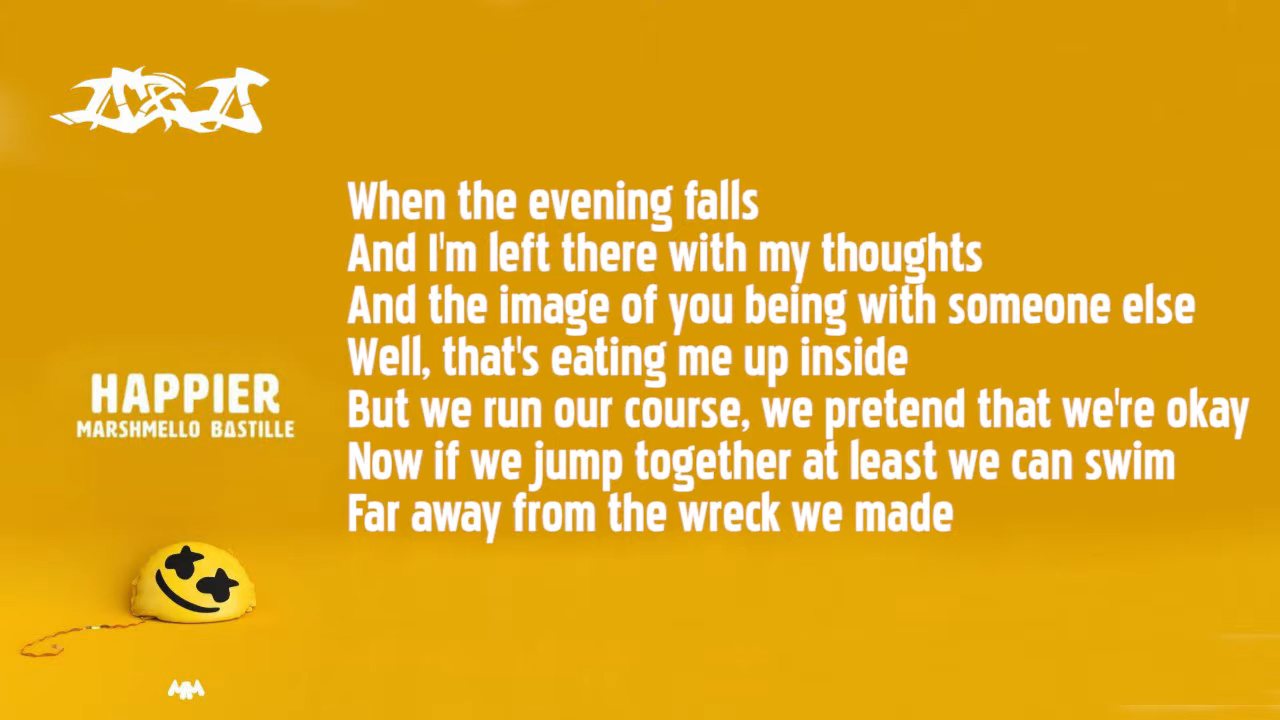 When the evening falls
And I'm left there with my thoughts
And the image of you being with someone else
Well, that's eating me up inside
But we run our course, we pretend that we're okay
Now if we jump together at least we can swim
Far away from the wreck we made
HAPPIER
MARSHMELLO BASTILLE